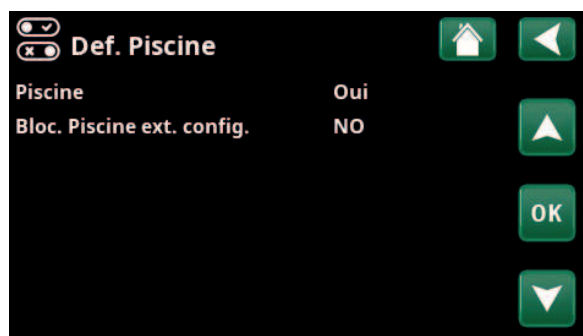 Def. Piscine
Piscine Oui
Bloc. Piscine ext. config. NO
OK